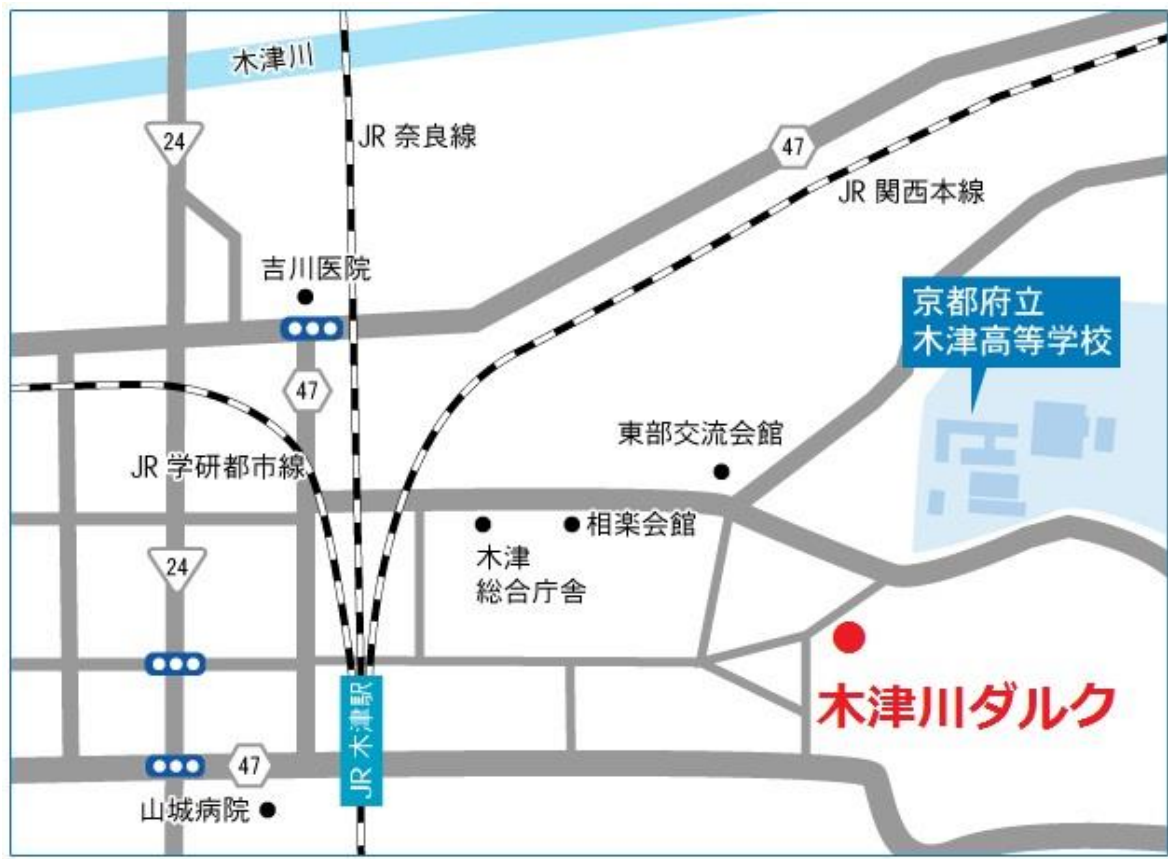 木津川
24
JR 奈良線
47
JR 関西本線
吉川医院
京都府立
木津高等学校
47
東部交流会館
JR 学研都市線
相楽会館
木津
総合庁舎
24
木津川ダルク
JR 木津駅
47
山城病院